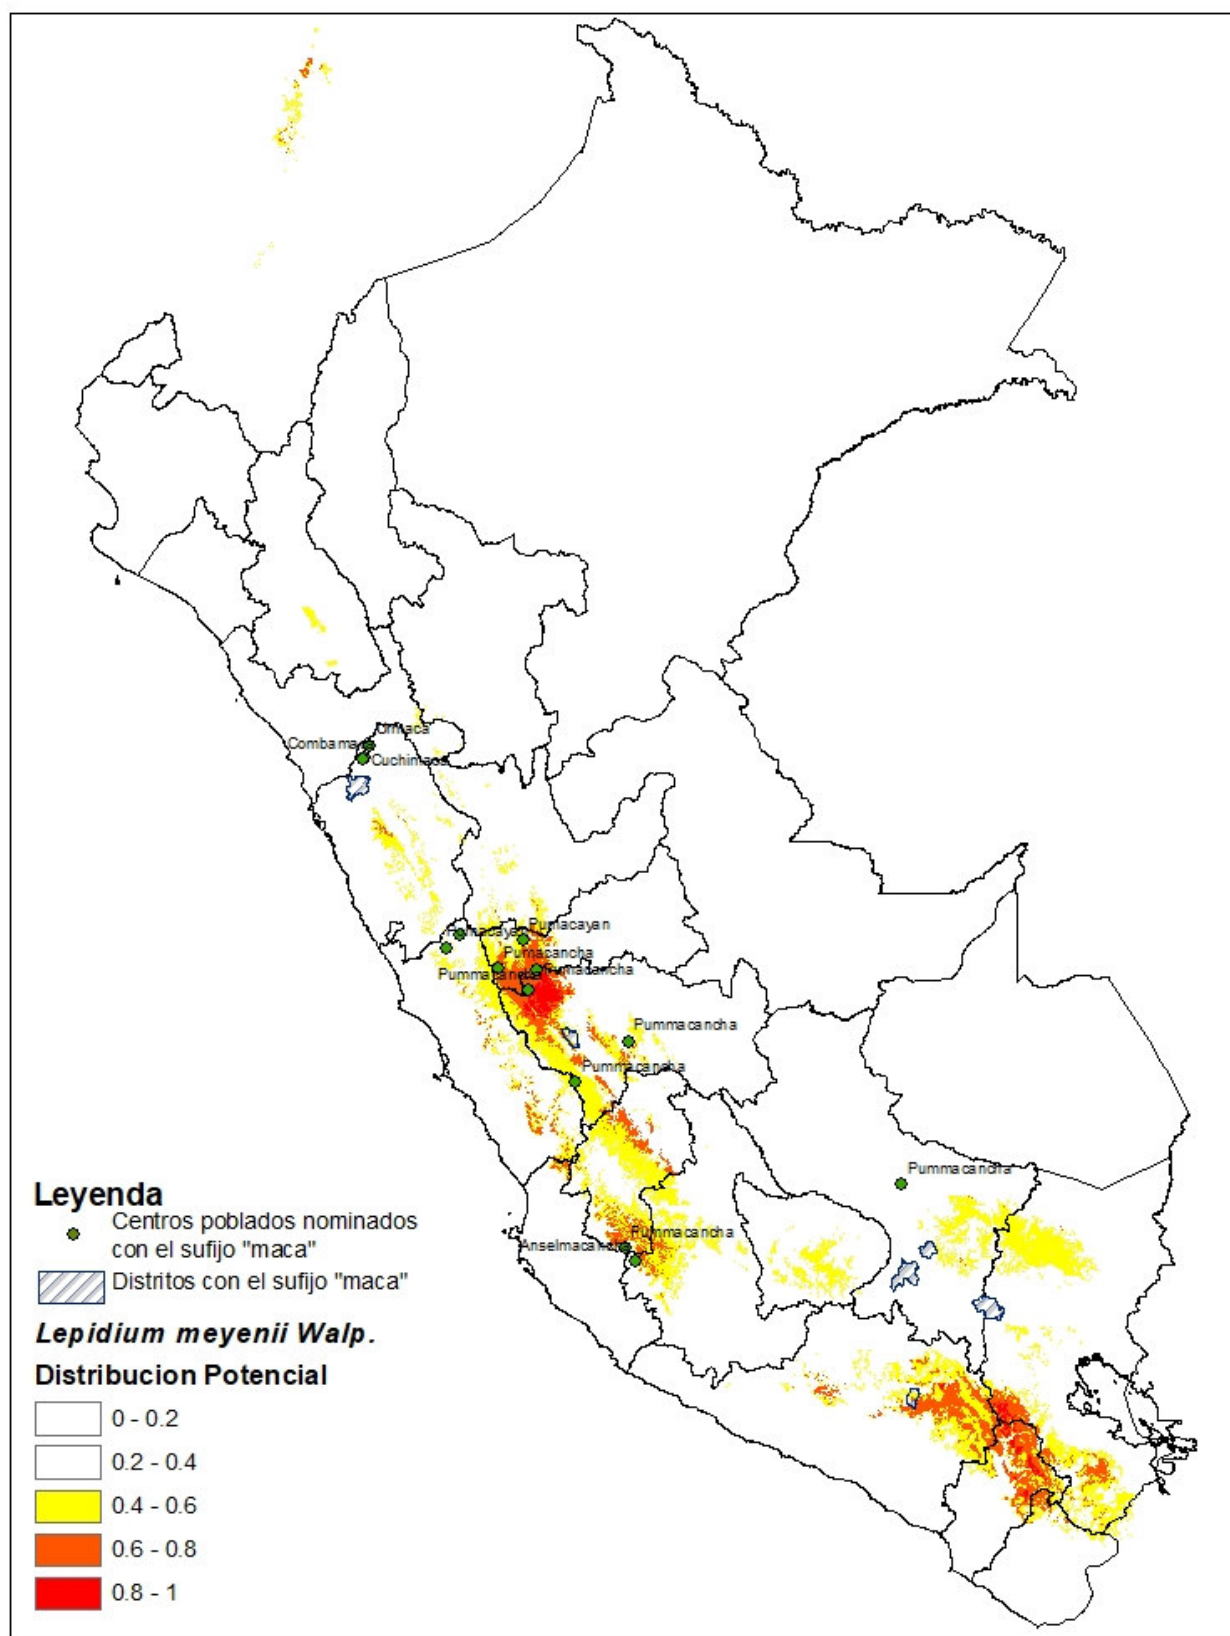 Urmaca
Combama
Cuchimaca
Pumacayan
Pumacayan
Pumacancha
Pumacancha
Pummacancha
Pummacancha
Pummacancha
Pummacancha
Pummacancha
Anselmacancha
Leyenda
Centros poblados nominados
con el sufijo "maca"
Distritos con el sufijo "maca"
Lepidium meyenii Walp.
Distribucion Potencial
0 - 0.2
0.2 - 0.4
0.4 - 0.6
0.6 - 0.8
0.8 - 1